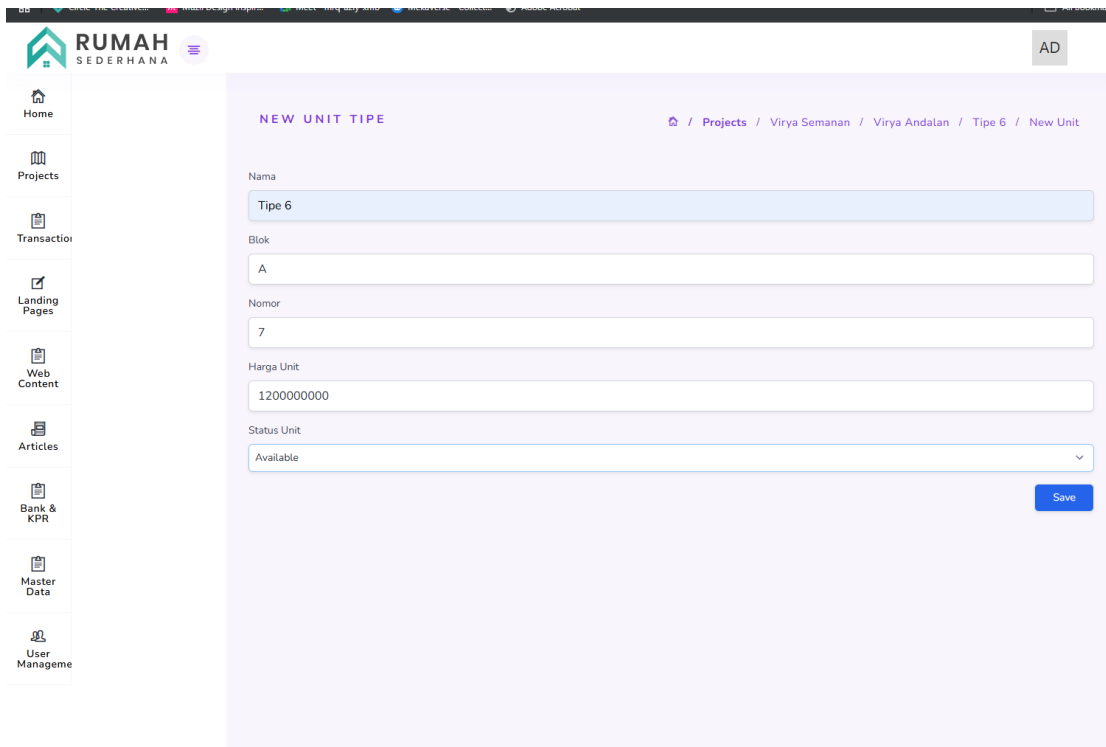 RUMAH
SEDERHANA
AD
Home
Projects
Transaction
Landing
Pages
Web
Content
Articles
Bank &
KPR
Master
Data
User
Manageme
NEW UNIT TIPE
/ Projects / Virya Semanan / Virya Andalan / Tipe 6 / New Unit
Nama
Tipe 6
Blok
A
Nomor
7
Harga Unit
1200000000
Status Unit
Available
Save